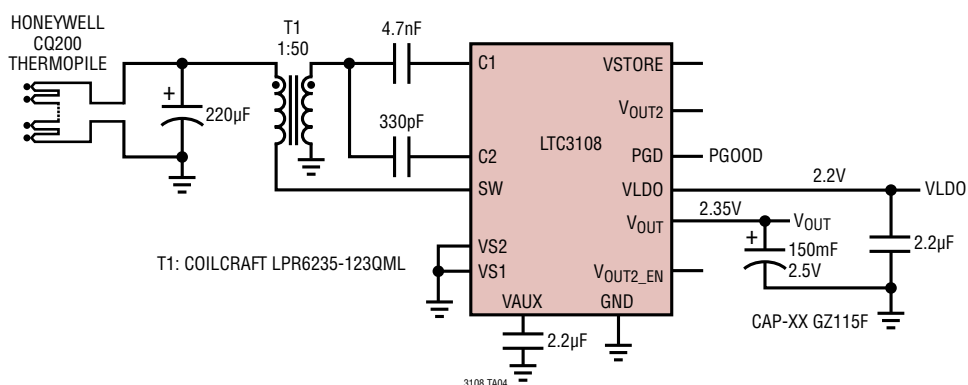 HONEYWELL
CQ200
THERMOPILE
+
220µF
T1
1:50
4.7nF
330pF
C1
C2
SW
VS2
VS1
VAUX
GND
LTC3108
VSTORE
VOUT2
PGD
VLDO
VOUT
VOUT2_EN
PGOOD
2.2V
VLDO
2.35V
VOUT
+
150mF
2.5V
2.2µF
CAP-XX GZ115F
T1: COILCRAFT LPR6235-123QML
2.2µF
3108 TA04